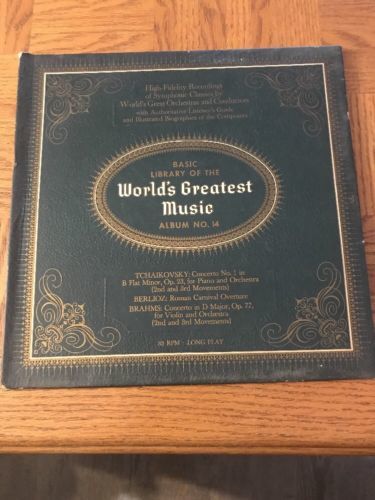 High-Fidelity Recordings
of Symphonic Classics by
World's Great Orchestras and Conductors
with Authoritative Listener's Guide
and Illustrated Biographies of the Composers
BASIC
LIBRARY OF THE
World's Greatest
Music
ALBUM NO. 14
TCHAIKOVSKY: Concerto No. 1 in
B Flat Minor, Op. 23, for Piano and Orchestra
(2nd and 3rd Movements)
BERLIOZ: Roman Carnival Overture
BRAHMS: Concerto in D Major, Op. 77,
for Violin and Orchestra
(2nd and 3rd Movements)
RPM - LONG PLAY